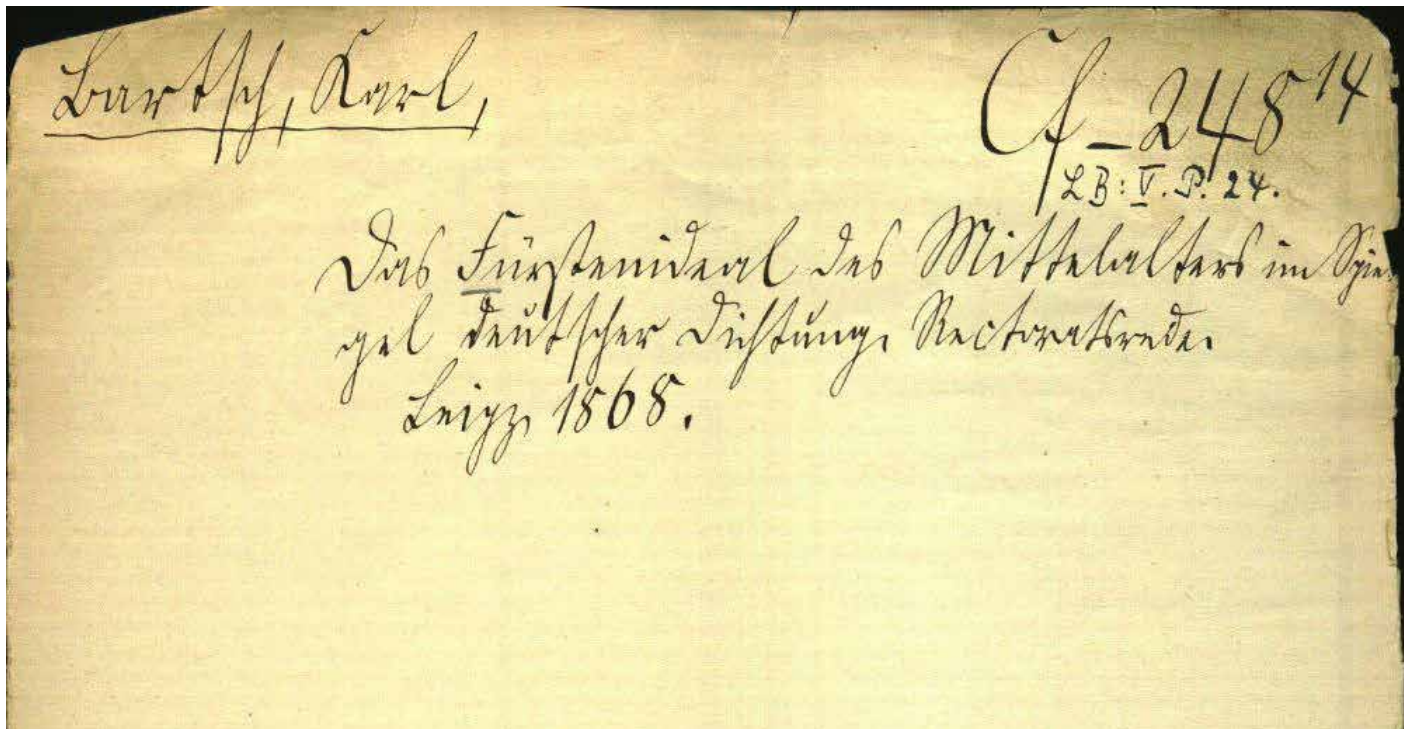 Bartsch, Karl,
Cf – 248¹⁴
LB: V. P. 24.
Das Fürstenideal des Mittelalters im Spie-
gel deutscher Dichtung. Rectoratsrede.
Leipz. 1868.